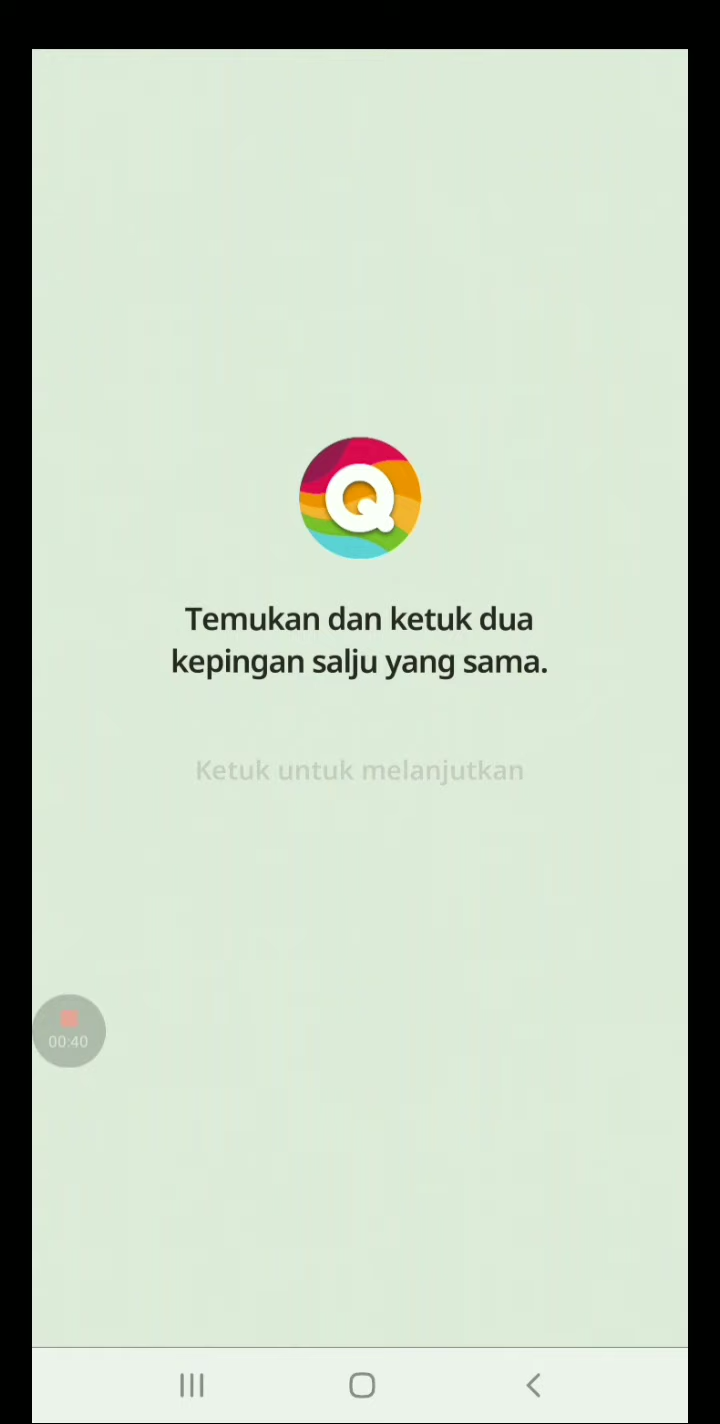 Q
Temukan dan ketuk dua
kepingan salju yang sama.
Ketuk untuk melanjutkan
00:40